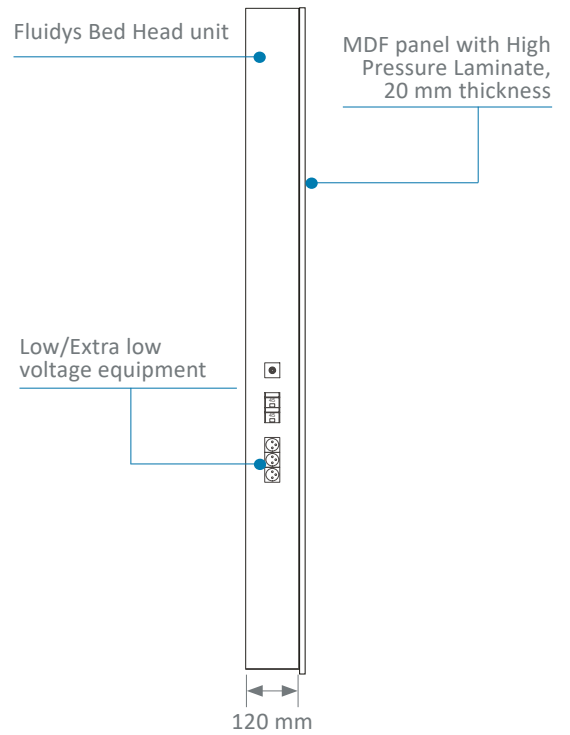 Fluidys Bed Head unit
MDF panel with High
Pressure Laminate,
20 mm thickness
Low/Extra low
voltage equipment
120 mm